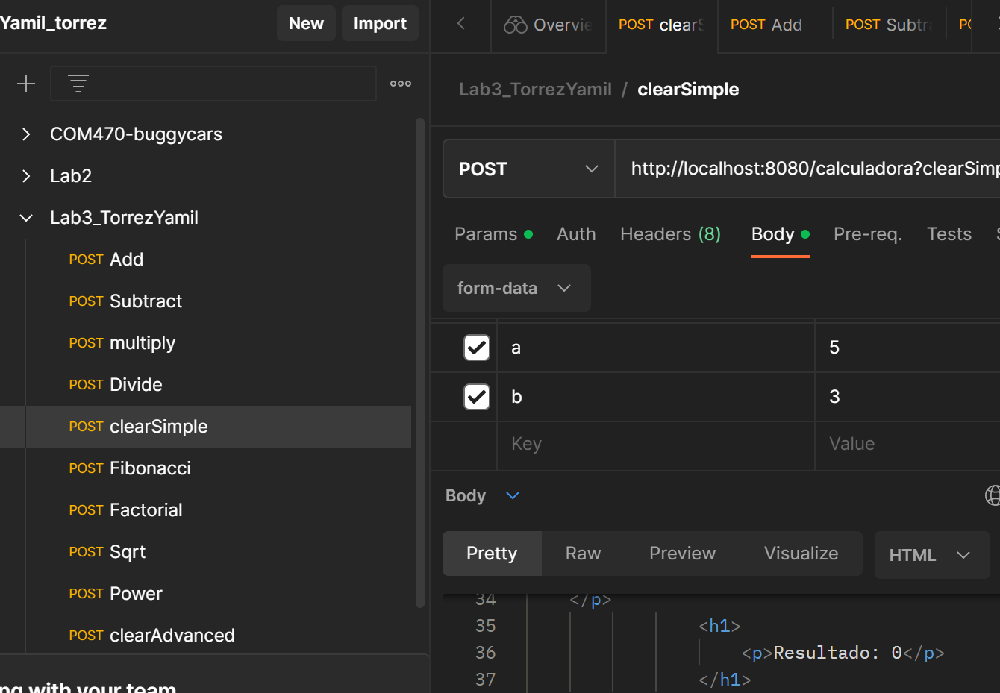 Yamil_torrez
New
Import
Overvie
POST clearS
POST Add
POST Subtr
PO
Lab3_TorrezYamil / clearSimple
COM470-buggycars
Lab2
Lab3_TorrezYamil
POST Add
POST Subtract
POST multiply
POST Divide
POST clearSimple
POST Fibonacci
POST Factorial
POST Sqrt
POST Power
POST clearAdvanced
ng with your team
POST
http://localhost:8080/calculadora?clearSimp
Params
Auth
Headers (8)
Body
Pre-req.
Tests
form-data
a 5
b 3
Key Value
Body
Pretty
Raw
Preview
Visualize
HTML
34 </p>
35 <h1>
36 <p>Resultado: 0</p>
37 </h1>